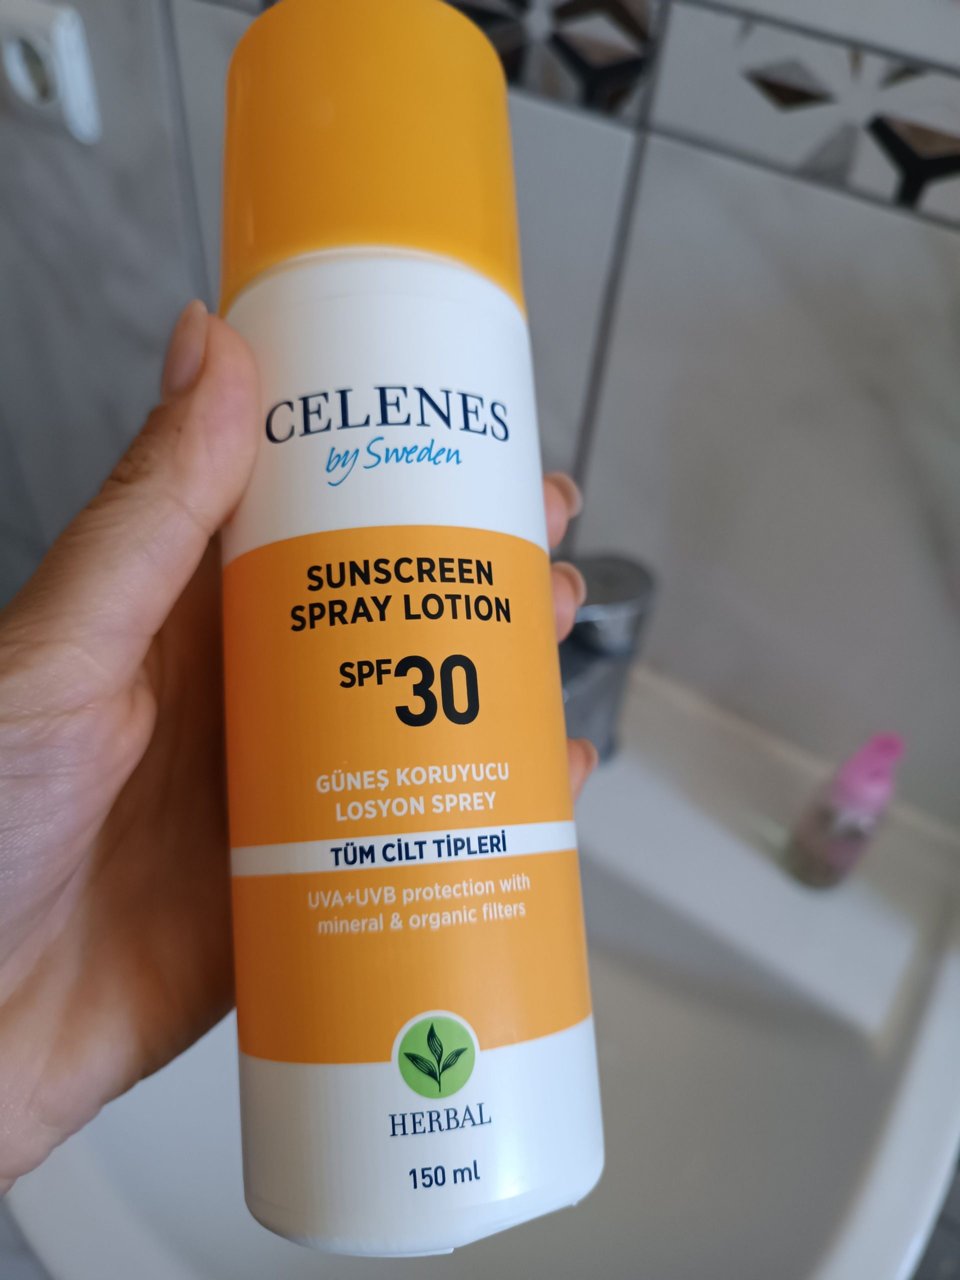 CELENES
by Sweden
SUNSCREEN
SPRAY LOTION
SPF30
GÜNEŞ KORUYUCU
LOSYON SPREY
TÜM CİLT TİPLERİ
UVA+UVB protection with
mineral & organic filters
HERBAL
150 ml